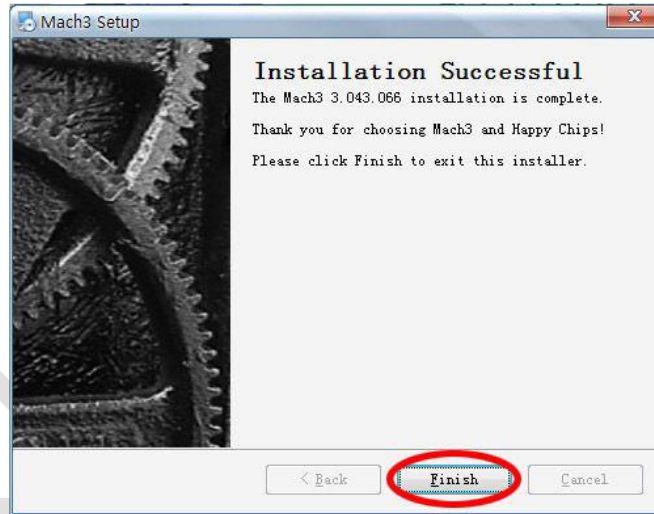 Mach3 Setup
Installation Successful
The Mach3 3.043.066 installation is complete.
Thank you for choosing Mach3 and Happy Chips!
Please click Finish to exit this installer.
< Back
Finish
Cancel